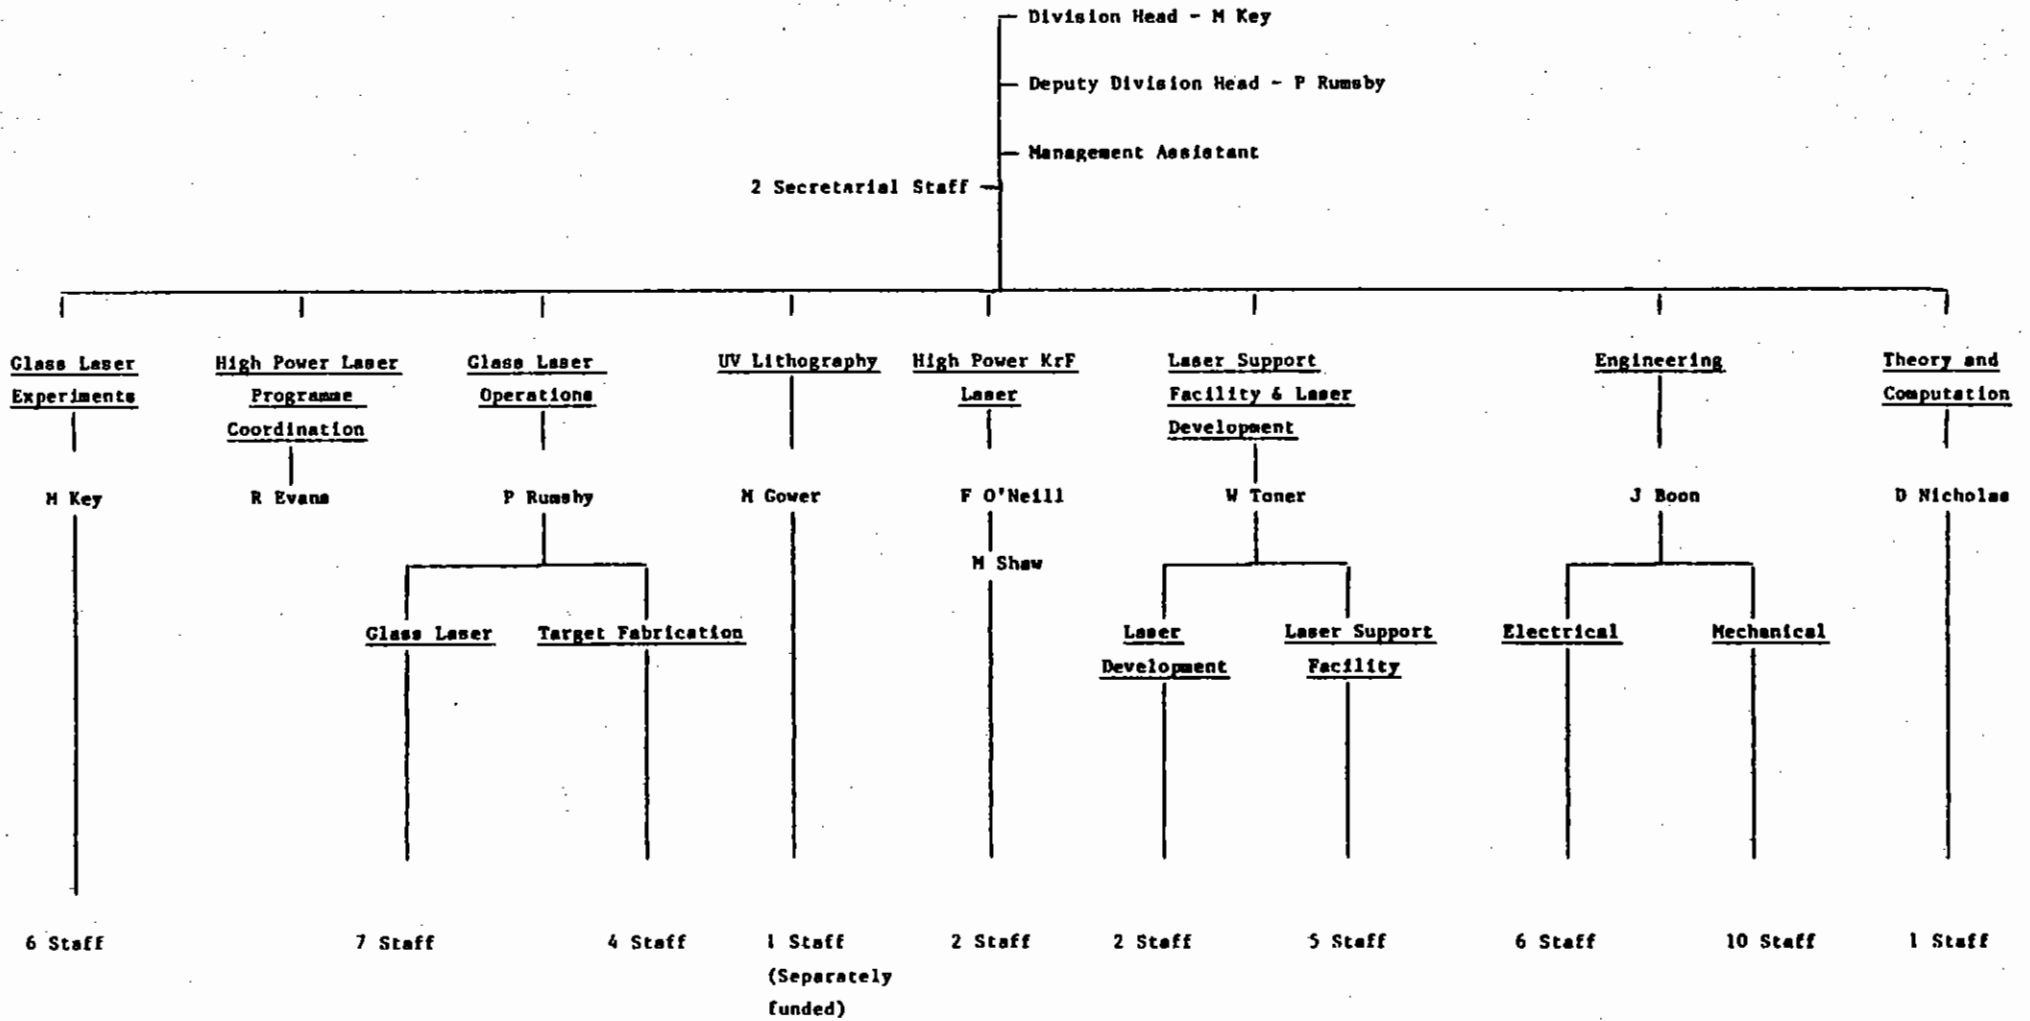 Division Head - M Key
Deputy Division Head - P Rumsby
Management Assistant
2 Secretarial Staff
Glass Laser
Experiments
M Key
6 Staff
High Power Laser
Programme
Coordination
R Evans
Glass Laser
Operations
P Rumsby
Glass Laser
7 Staff
Target Fabrication
4 Staff
UV Lithography
M Gower
1 Staff
(Separately
funded)
High Power KrF
Laser
F O'Neill
M Shaw
2 Staff
Laser Support
Facility & Laser
Development
W Toner
Laser
Development
2 Staff
Laser Support
Facility
5 Staff
Engineering
J Boon
Electrical
6 Staff
Mechanical
10 Staff
Theory and
Computation
D Nicholas
1 Staff